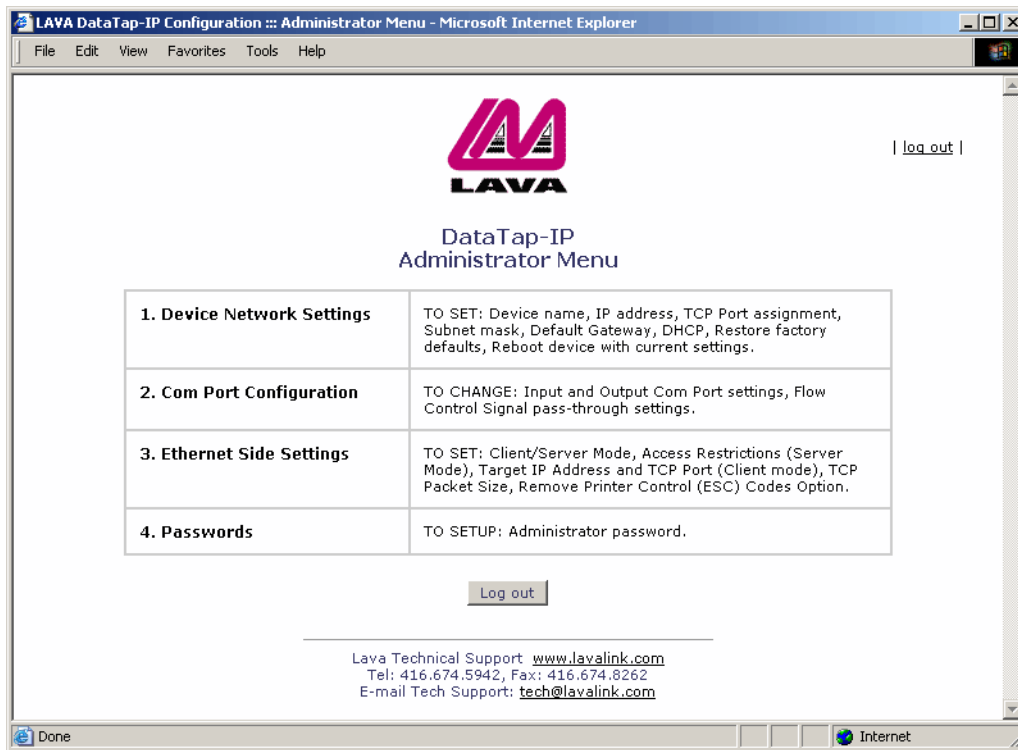 LAVA DataTap-IP Configuration ::: Administrator Menu - Microsoft Internet Explorer
File Edit View Favorites Tools Help
LAVA
| log out |
DataTap-IP
Administrator Menu
1. Device Network Settings
TO SET: Device name, IP address, TCP Port assignment,
Subnet mask, Default Gateway, DHCP, Restore factory
defaults, Reboot device with current settings.
2. Com Port Configuration
TO CHANGE: Input and Output Com Port settings, Flow
Control Signal pass-through settings.
3. Ethernet Side Settings
TO SET: Client/Server Mode, Access Restrictions (Server
Mode), Target IP Address and TCP Port (Client mode), TCP
Packet Size, Remove Printer Control (ESC) Codes Option.
4. Passwords
TO SETUP: Administrator password.
Log out
Lava Technical Support www.lavalink.com
Tel: 416.674.5942, Fax: 416.674.8262
E-mail Tech Support: tech@lavalink.com
Done
Internet